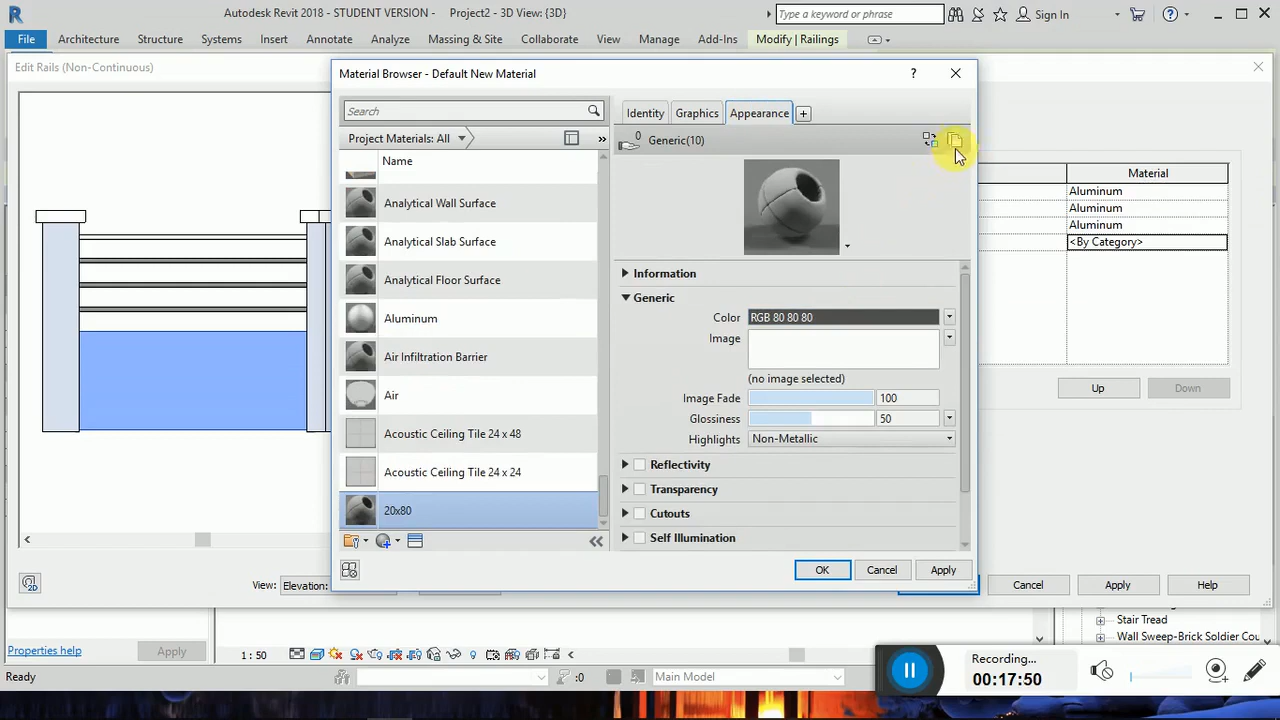 Autodesk Revit 2018 - STUDENT VERSION -    Project2 - 3D View: {3D}
Type a keyword or phrase
Sign In
File Architecture Structure Systems Insert Annotate Analyze Massing & Site Collaborate View Manage Add-Ins Modify | Railings
Edit Rails (Non-Continuous)
Material Browser - Default New Material
?
Search
Identity Graphics Appearance +
Project Materials: All
»
0
Generic(10)
Name
Analytical Wall Surface
Analytical Slab Surface
Analytical Floor Surface
Aluminum
Air Infiltration Barrier
Air
Acoustic Ceiling Tile 24 x 48
Acoustic Ceiling Tile 24 x 24
20x80
Information
Generic
Color RGB 80 80 80
Image
(no image selected)
Image Fade 100
Glossiness 50
Highlights Non-Metallic
Reflectivity
Transparency
Cutouts
Self Illumination
OK Cancel Apply
Material
Aluminum
Aluminum
Aluminum
<By Category>
Up Down
View: Elevation:
Cancel Apply Help
Properties help
Apply
Stair Tread
Wall Sweep-Brick Soldier Cou
1 : 50
Ready
:0
Main Model
Recording...
00:17:50